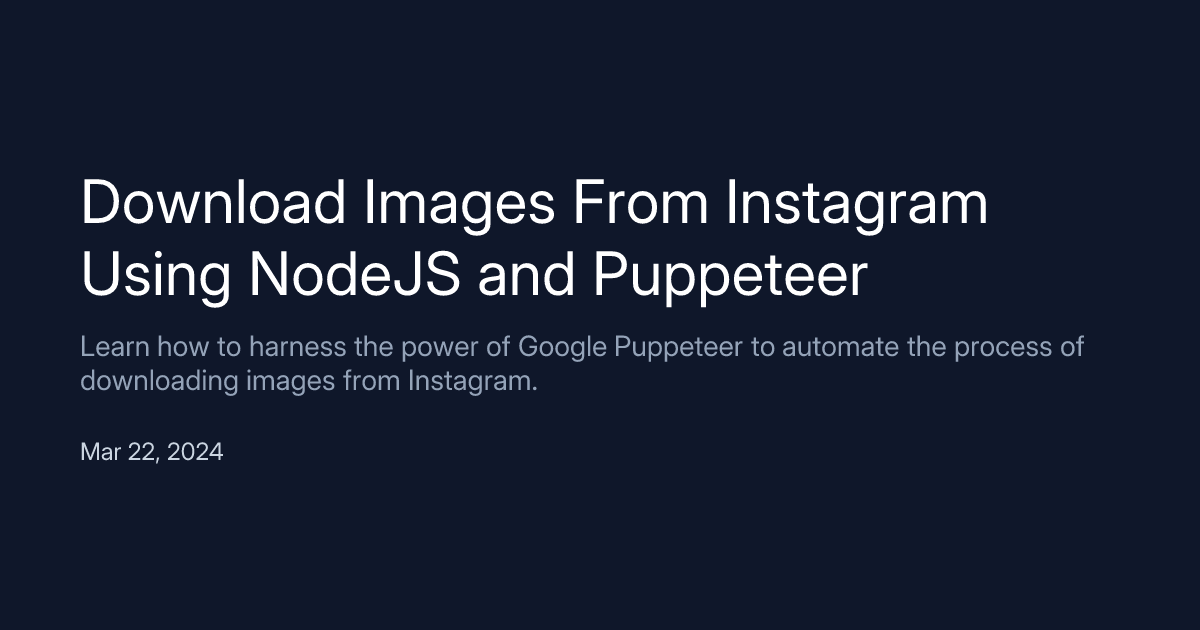 Download Images From Instagram
Using NodeJS and Puppeteer
Learn how to harness the power of Google Puppeteer to automate the process of
downloading images from Instagram.
Mar 22, 2024